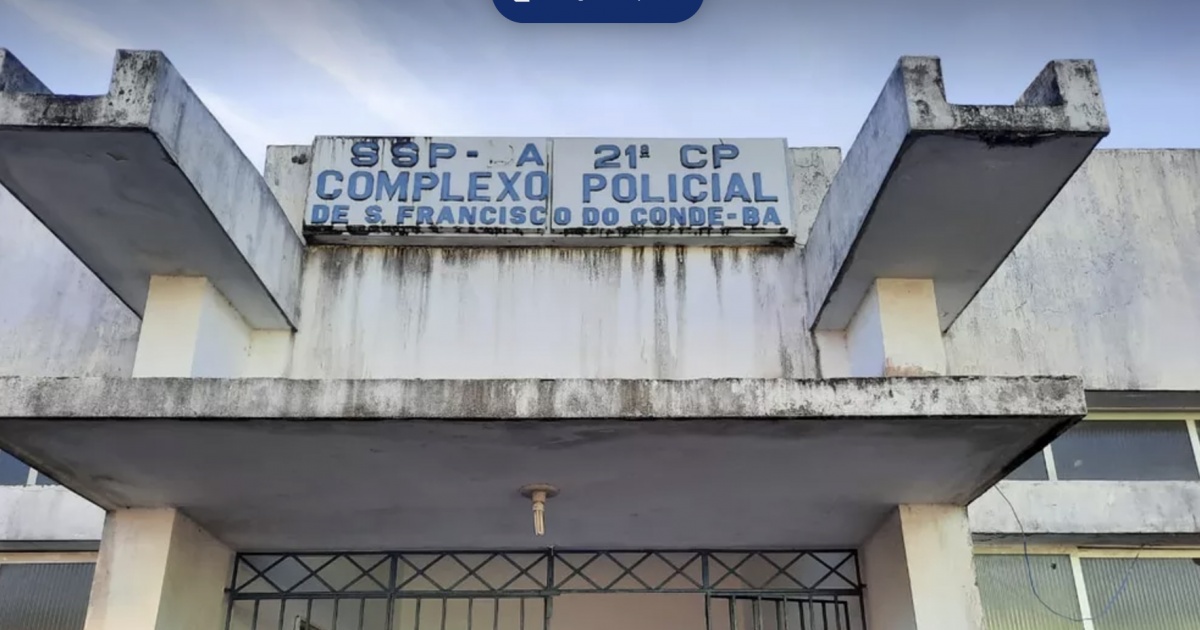 SSP- A 21ª CP
COMPLEXO POLICIAL
DE S. FRANCISCO DO CONDE-BA